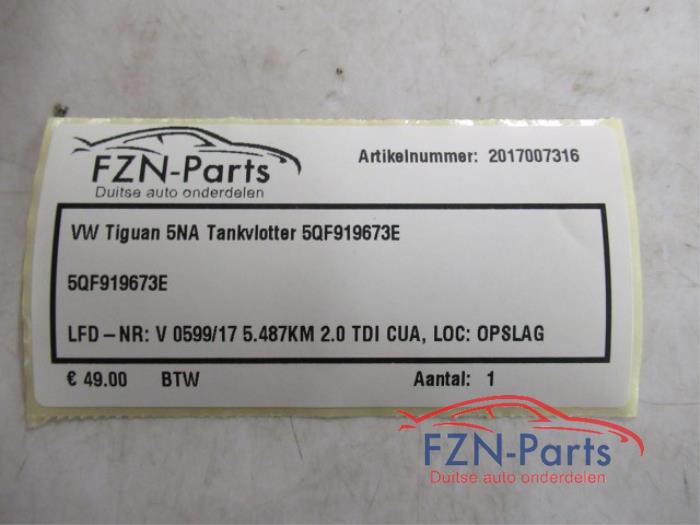 FZN-Parts
Duitse auto onderdelen
Artikelnummer: 2017007316
VW Tiguan 5NA Tankvlotter 5QF919673E
5QF919673E
LFD-NR: V 0599/17 5.487KM 2.0 TDI CUA, LOC: OPSLAG
€ 49.00 BTW Aantal: 1
FZN-Parts
Duitse auto onderdelen